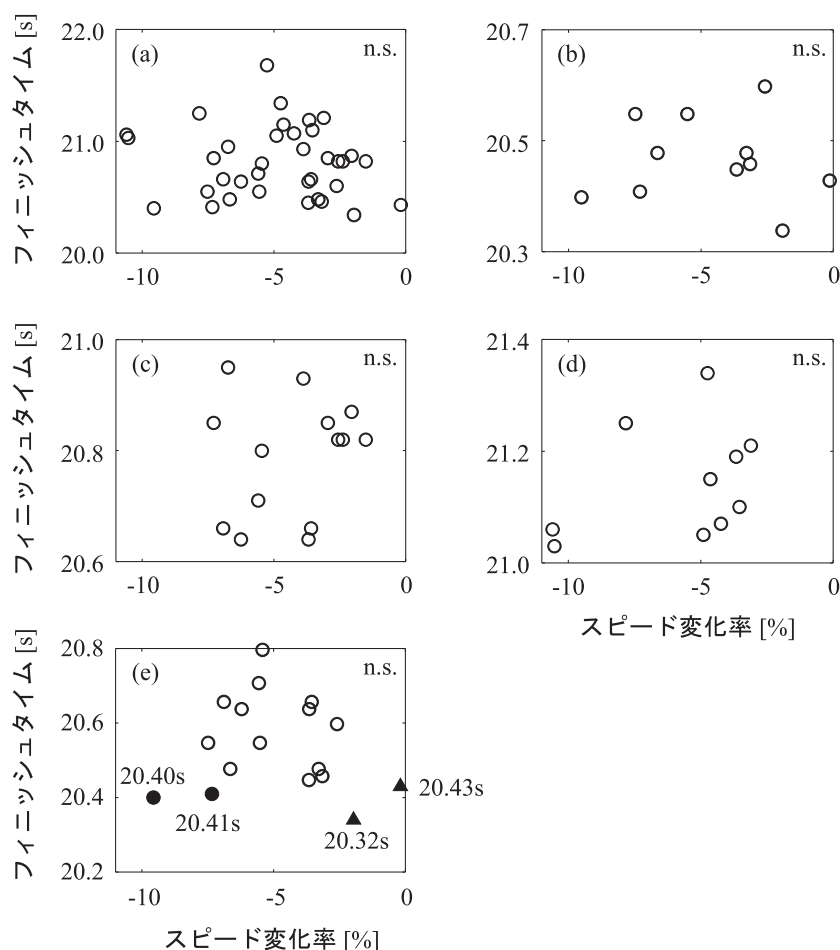 フィニッシュタイム [s]
22.0
21.0
20.0
(a)
n.s.
-10
-5
0
20.7
20.5
20.3
(b)
n.s.
-10
-5
0
フィニッシュタイム [s]
21.0
20.8
20.6
(c)
n.s.
-10
-5
0
21.4
21.2
21.0
(d)
n.s.
-10
-5
0
スピード変化率 [%]
フィニッシュタイム [s]
20.8
20.6
20.4
20.2
(e)
n.s.
20.40s
20.41s
20.32s
20.43s
-10
-5
0
スピード変化率 [%]